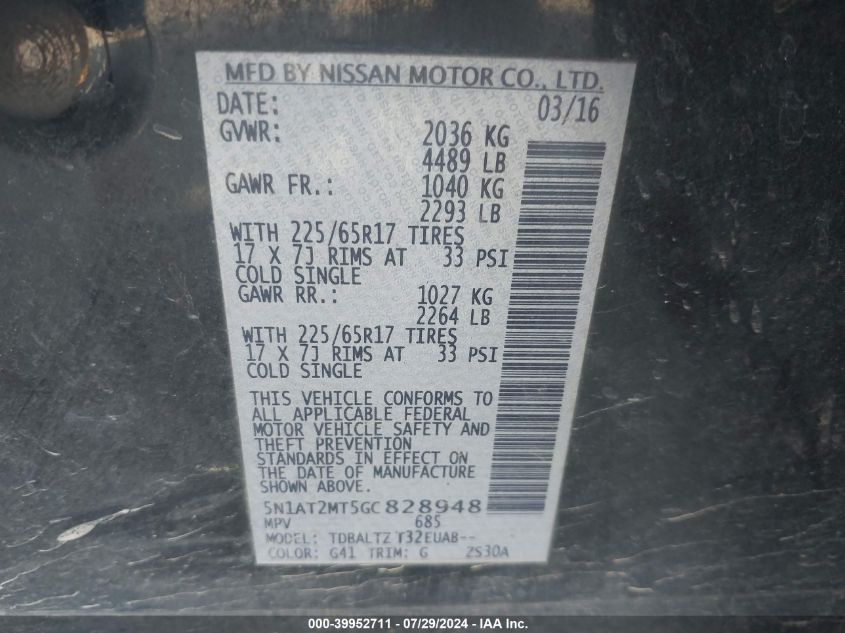 MFD BY NISSAN MOTOR CO., LTD.
DATE: 03/16
GVWR: 2036 KG
4489 LB
GAWR FR.: 1040 KG
2293 LB
WITH 225/65R17 TIRES
17 X 7J RIMS AT 33 PSI
COLD SINGLE
GAWR RR.: 1027 KG
2264 LB
WITH 225/65R17 TIRES
17 X 7J RIMS AT 33 PSI
COLD SINGLE
THIS VEHICLE CONFORMS TO
ALL APPLICABLE FEDERAL
MOTOR VEHICLE SAFETY AND
THEFT PREVENTION
STANDARDS IN EFFECT ON
THE DATE OF MANUFACTURE
SHOWN ABOVE.
5N1AT2MT5GC828948
MPV 685
MODEL: TDBALTZ T32EUAB--
COLOR: G41 TRIM: G 2S30A
000-39952711 - 07/29/2024 - IAA Inc.